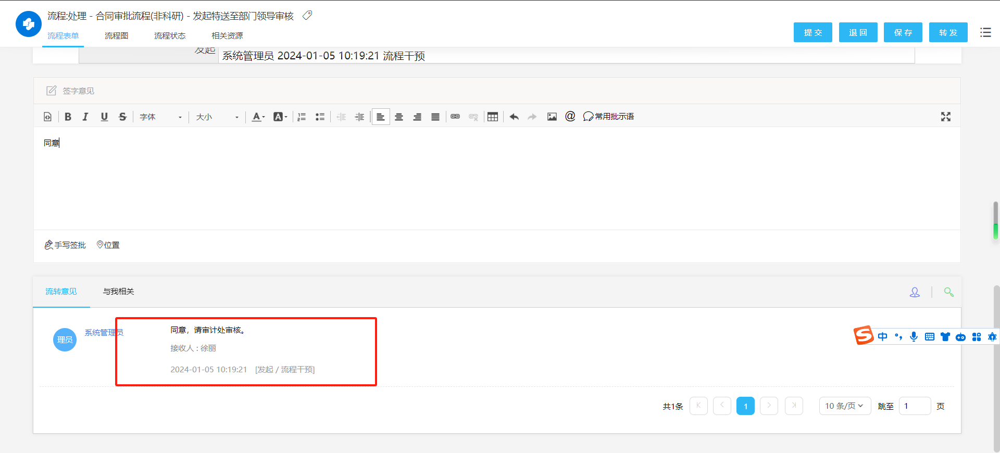 流程:处理 - 合同审批流程(非科研) - 发起特送至部门领导审核
流程表单 流程图 流程状态 相关资源
提交 退回 保存 转发
发起 系统管理员 2024-01-05 10:19:21 流程干预
签字意见
B I U S 字体 大小 A A @ 常用批示语
同意
手写签批 位置
流转意见 与我相关
理员 系统管理员 同意，请审计处审核。
接收人 : 徐丽
2024-01-05 10:19:21 [发起 / 流程干预]
S 中
共1条 1 10 条/页 跳至 1 页